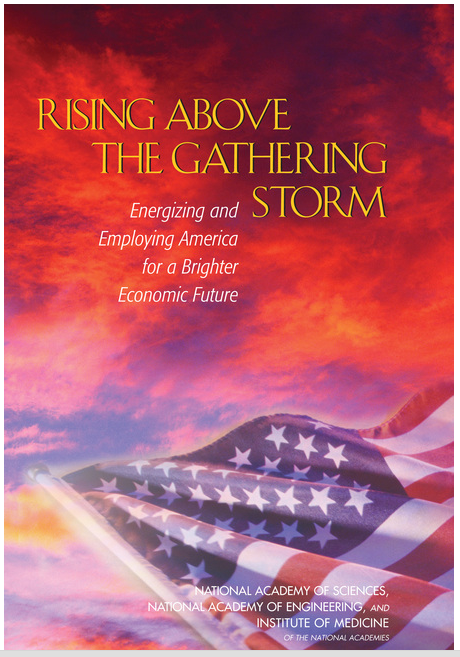 RISING ABOVE
THE GATHERING
STORM
Energizing and
Employing America
for a Brighter
Economic Future
NATIONAL ACADEMY OF SCIENCES,
NATIONAL ACADEMY OF ENGINEERING, AND
INSTITUTE OF MEDICINE
OF THE NATIONAL ACADEMIES